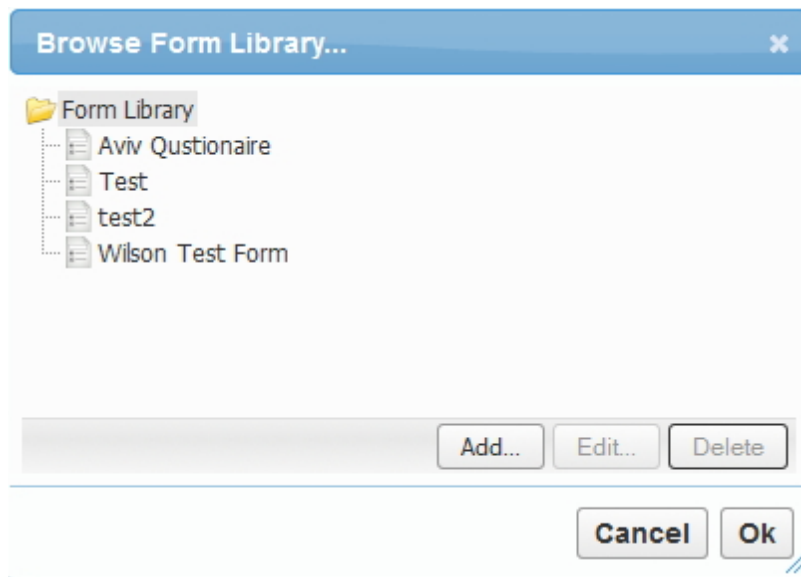 Browse Form Library...
Form Library
Aviv Qustionaire
Test
test2
Wilson Test Form
Add... Edit... Delete
Cancel Ok